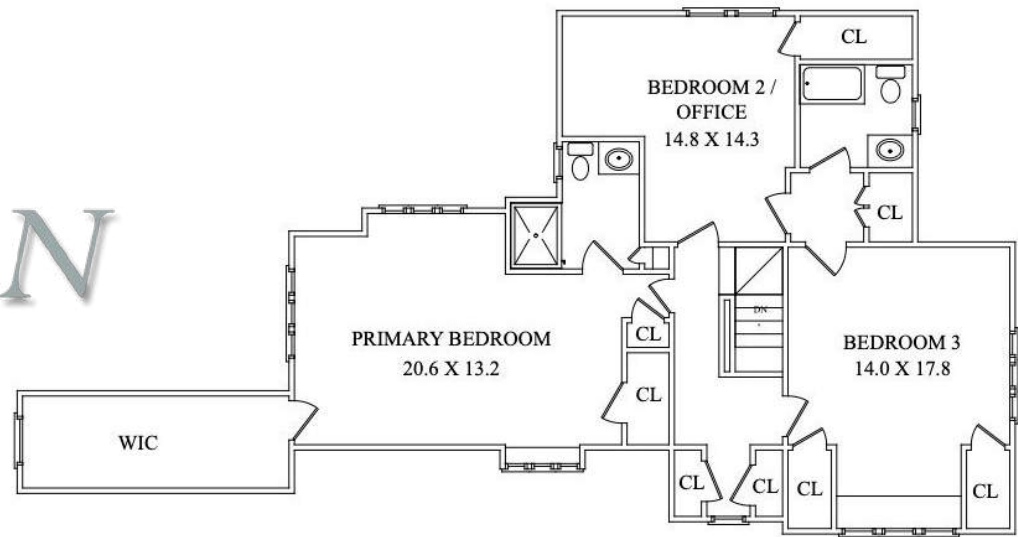 CL
BEDROOM 2 /
OFFICE
14.8 X 14.3
N
CL
DN
PRIMARY BEDROOM
20.6 X 13.2
CL
BEDROOM 3
14.0 X 17.8
CL
WIC
CL
CL
CL
CL